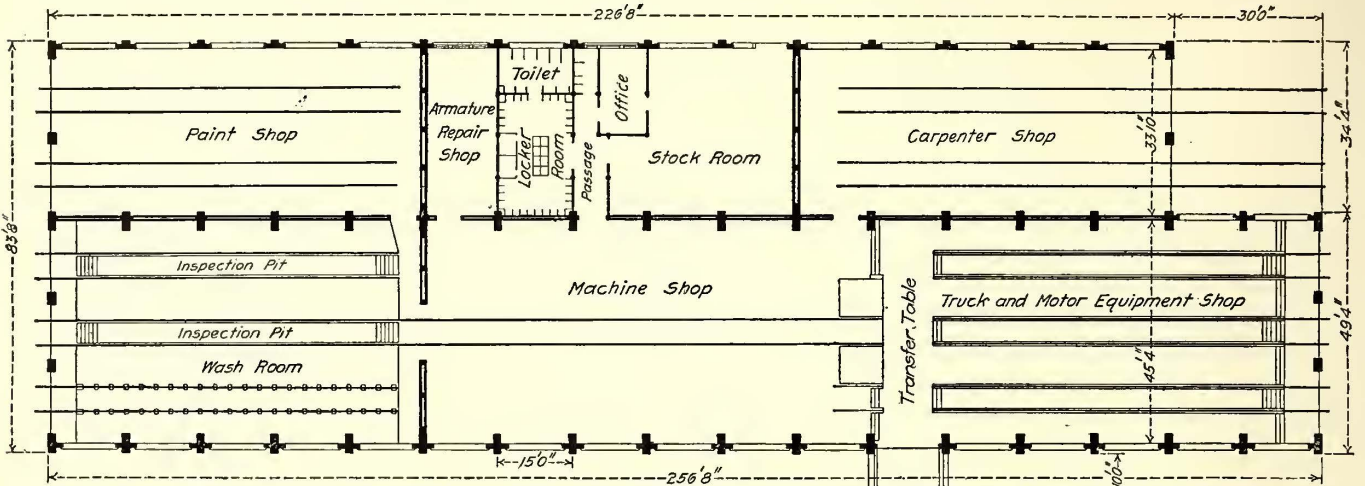 226'8"
30'0"
Toilet
Office
Armature
Repair
Shop
Paint Shop
Locker
Room
Passage
Stock Room
Carpenter Shop
33'10"
34'4"
83'8"
Inspection Pit
Machine Shop
Truck and Motor Equipment Shop
Transfer Table
Inspection Pit
Wash Room
45'4"
49'4"
15'0"
256'8"
10'0"